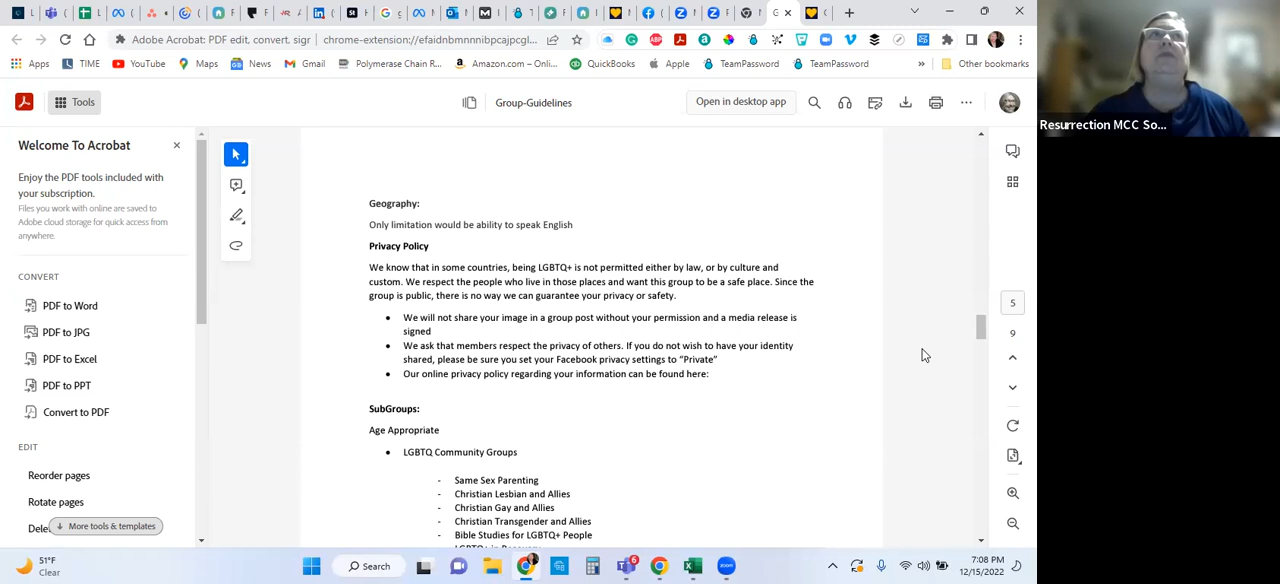 Adobe Acrobat: PDF edit, convert, sigr
chrome-extension://efaidnbmnnnibpcajpcgl...
Apps
TIME
YouTube
Maps
News
Gmail
Polymerase Chain R...
Amazon.com – Onli...
QuickBooks
Apple
TeamPassword
TeamPassword
»
Other bookmarks
Tools
Group-Guidelines
Open in desktop app
Resurrection MCC So...
Welcome To Acrobat
Enjoy the PDF tools included with
your subscription.
Files you work with online are saved to
Adobe cloud storage for quick access from
anywhere.
CONVERT
PDF to Word
PDF to JPG
PDF to Excel
PDF to PPT
Convert to PDF
EDIT
Reorder pages
Rotate pages
Dele
More tools & templates
Geography:
Only limitation would be ability to speak English
Privacy Policy
We know that in some countries, being LGBTQ+ is not permitted either by law, or by culture and
custom. We respect the people who live in those places and want this group to be a safe place. Since the
group is public, there is no way we can guarantee your privacy or safety.
• We will not share your image in a group post without your permission and a media release is
signed
• We ask that members respect the privacy of others. If you do not wish to have your identity
shared, please be sure you set your Facebook privacy settings to “Private”
• Our online privacy policy regarding your information can be found here:
SubGroups:
Age Appropriate
• LGBTQ Community Groups
- Same Sex Parenting
- Christian Lesbian and Allies
- Christian Gay and Allies
- Christian Transgender and Allies
- Bible Studies for LGBTQ+ People
5
9
51°F
Clear
Search
6
zoom
7:08 PM
12/15/2022